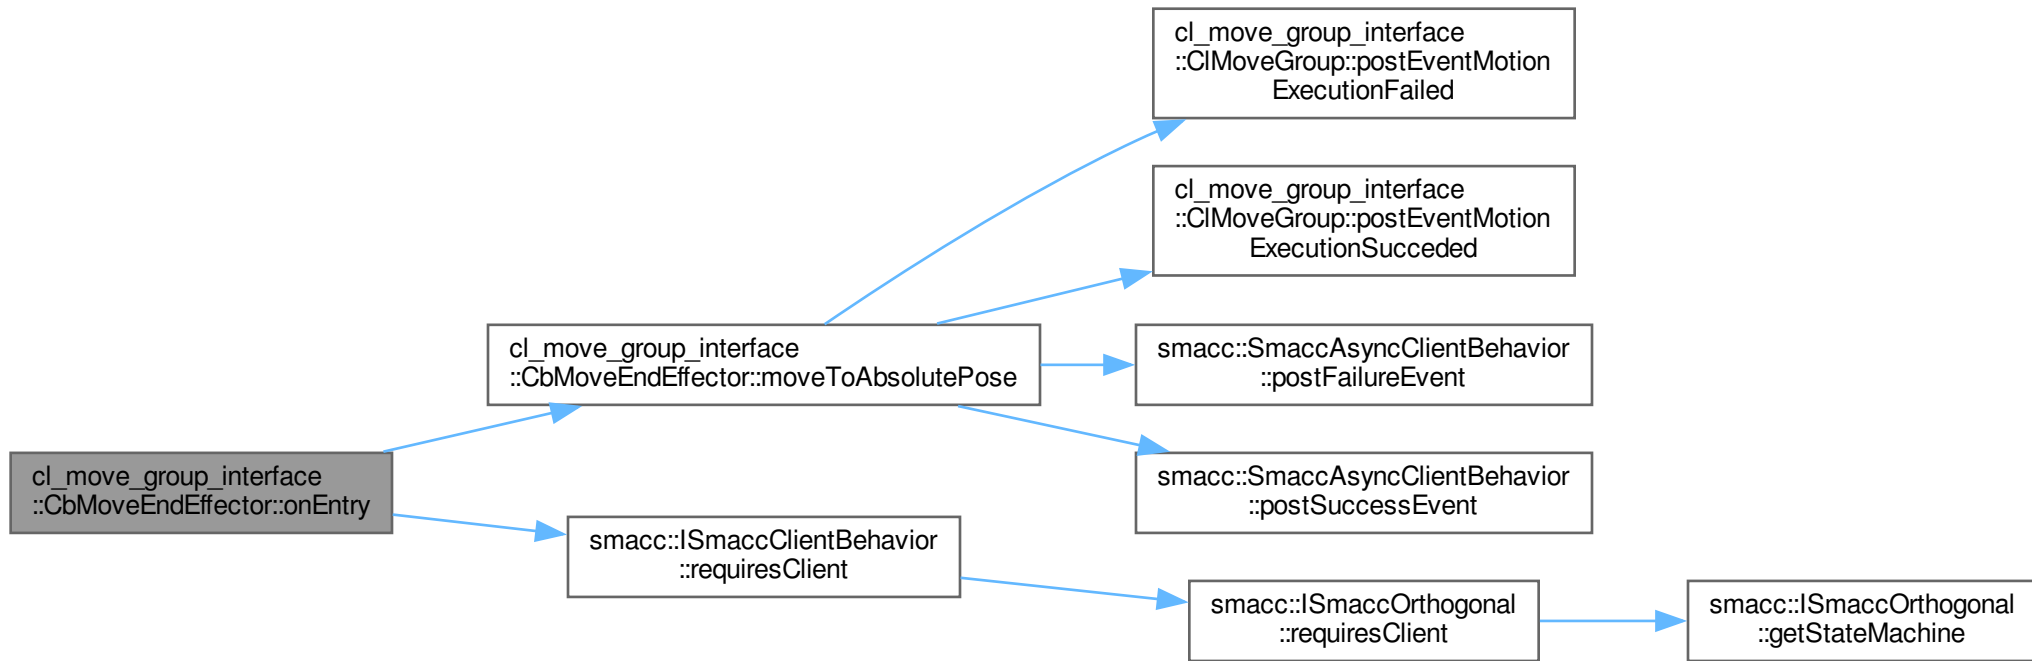 cl_move_group_interface
::ClMoveGroup::postEventMotion
ExecutionFailed
cl_move_group_interface
::ClMoveGroup::postEventMotion
ExecutionSucceded
cl_move_group_interface
::CbMoveEndEffector::moveToAbsolutePose
smacc::SmaccAsyncClientBehavior
::postFailureEvent
cl_move_group_interface
::CbMoveEndEffector::onEntry
smacc::SmaccAsyncClientBehavior
::postSuccessEvent
smacc::ISmaccClientBehavior
::requiresClient
smacc::ISmaccOrthogonal
::requiresClient
smacc::ISmaccOrthogonal
::getStateMachine